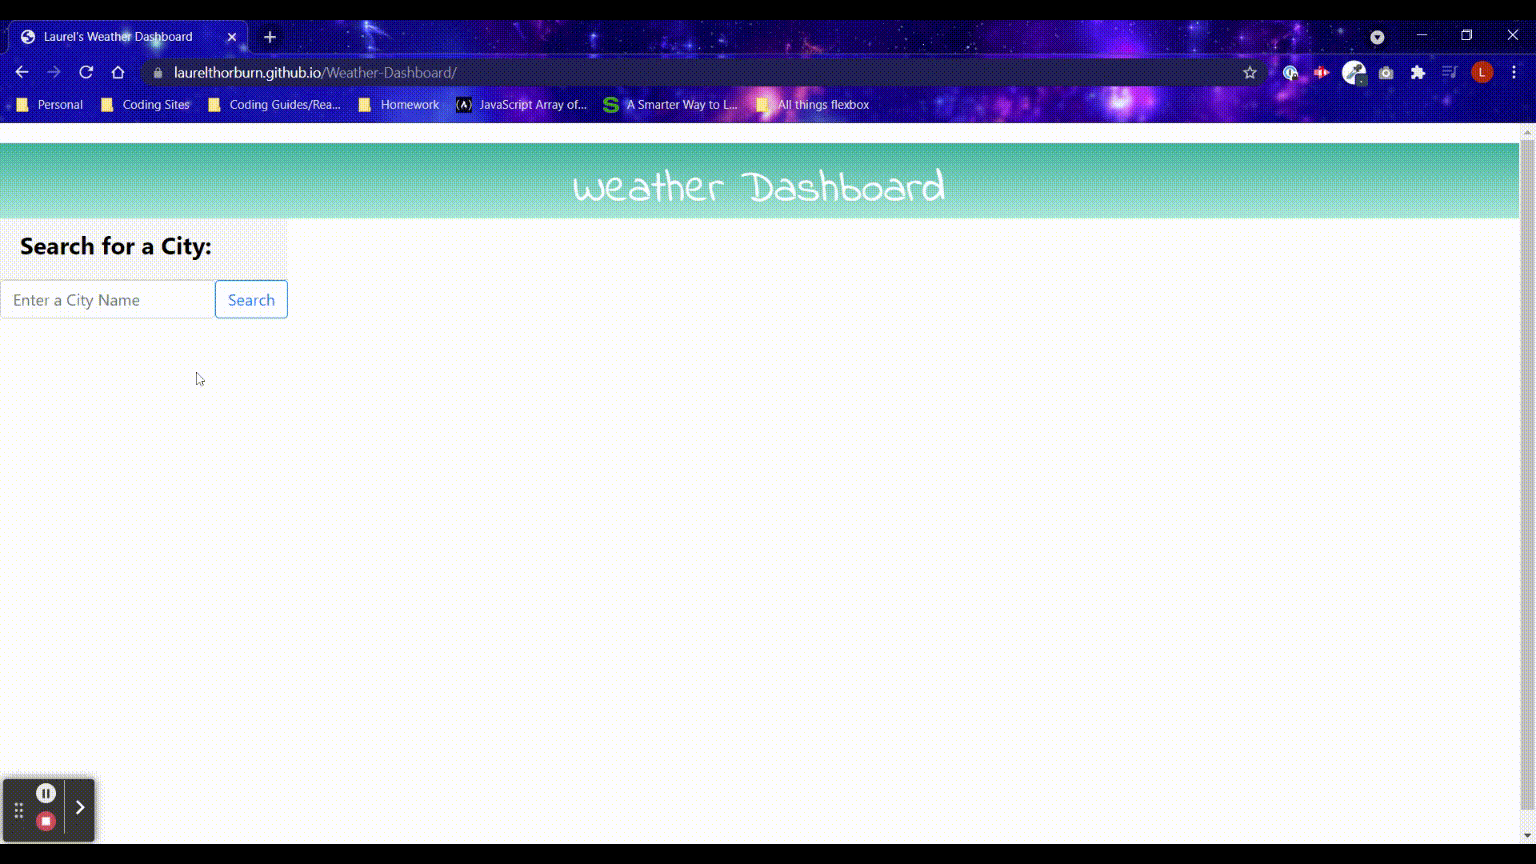 Laurel's Weather Dashboard
laurelthorburn.github.io/Weather-Dashboard/
L
Personal Coding Sites Coding Guides/Rea... Homework JavaScript Array of... A Smarter Way to L... All things flexbox
Weather Dashboard
Search for a City:
Enter a City Name Search